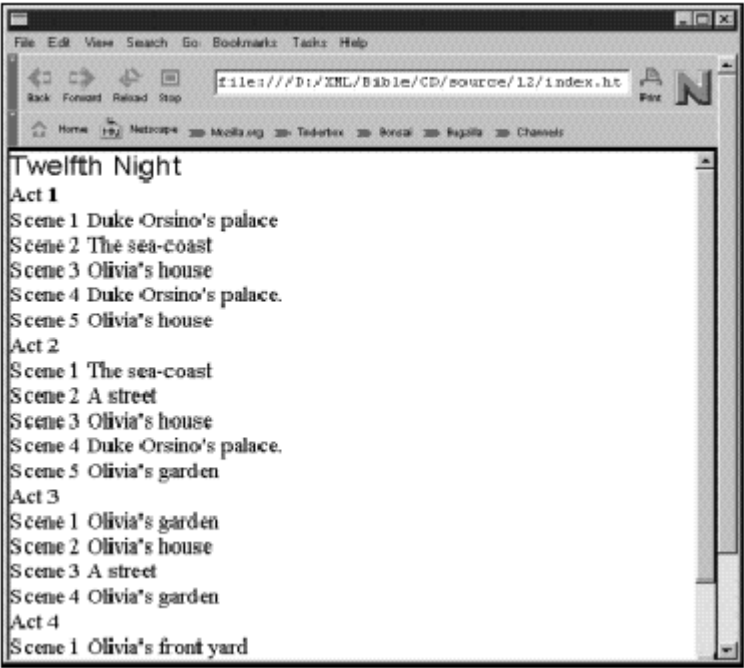 File Edit View Search Go Bookmarks Tasks Help
Back Forward Reload Stop file:///D:/XML/Bible/CD/source/12/index.ht Print N
Home Netscape Mozilla.org Tinderbox Bonsai Bugzilla Channels
Twelfth Night
Act 1
Scene 1 Duke Orsino's palace
Scene 2 The sea-coast
Scene 3 Olivia's house
Scene 4 Duke Orsino's palace.
Scene 5 Olivia's house
Act 2
Scene 1 The sea-coast
Scene 2 A street
Scene 3 Olivia's house
Scene 4 Duke Orsino's palace.
Scene 5 Olivia's garden
Act 3
Scene 1 Olivia's garden
Scene 2 Olivia's house
Scene 3 A street
Scene 4 Olivia's garden
Act 4
Scene 1 Olivia's front yard